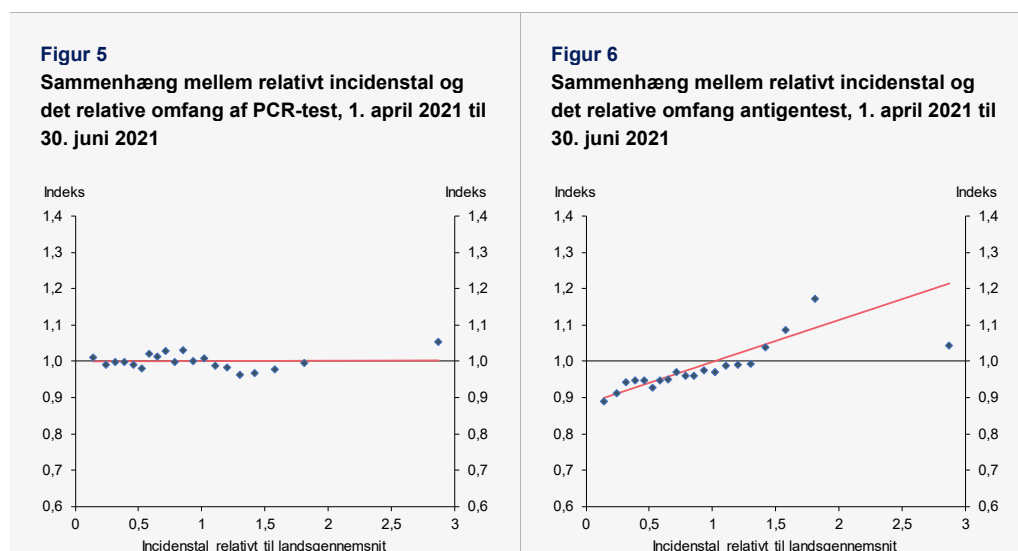 Figur 5
Sammenhæng mellem relativt incidenstal og
det relative omfang af PCR-test, 1. april 2021 til
30. juni 2021
Indeks Indeks
1,4 1,4
1,3 1,3
1,2 1,2
1,1 1,1
1,0 1,0
0,9 0,9
0,8 0,8
0,7 0,7
0,6 0,6
0 0,5 1 1,5 2 2,5 3
Incidenstal relativt til landsgennemsnit
Figur 6
Sammenhæng mellem relativt incidenstal og
det relative omfang antigentest, 1. april 2021 til
30. juni 2021
Indeks Indeks
1,4 1,4
1,3 1,3
1,2 1,2
1,1 1,1
1,0 1,0
0,9 0,9
0,8 0,8
0,7 0,7
0,6 0,6
0 0,5 1 1,5 2 2,5 3
Incidenstal relativt til landsgennemsnit